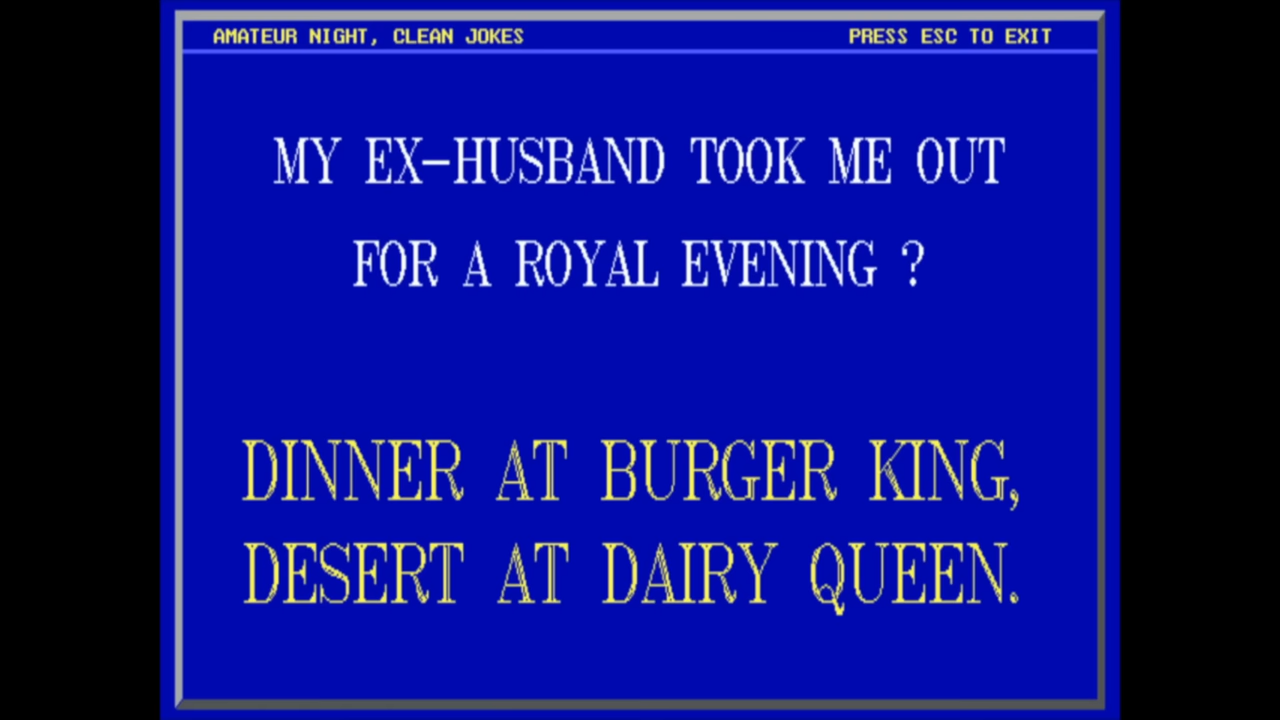 AMATEUR NIGHT, CLEAN JOKES PRESS ESC TO EXIT
MY EX-HUSBAND TOOK ME OUT
FOR A ROYAL EVENING ?
DINNER AT BURGER KING,
DESERT AT DAIRY QUEEN.